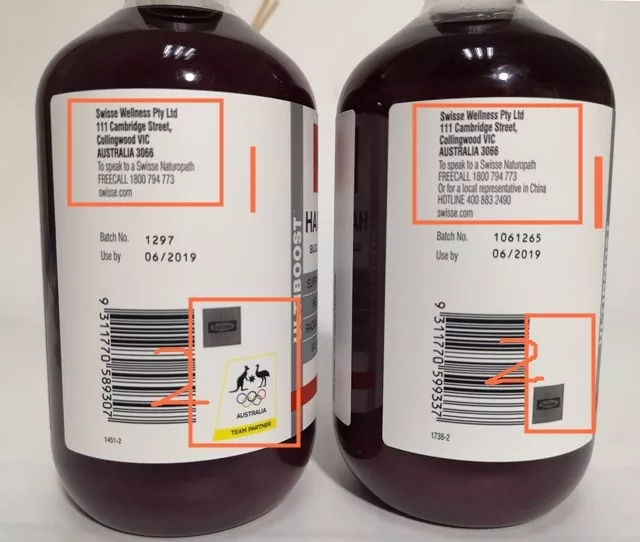 Swisse Wellness Pty Ltd
111 Cambridge Street,
Collingwood VIC
AUSTRALIA 3066
To speak to a Swisse Naturopath
FREECALL 1800 794 773
swisse.com
Batch No. 1297
Use by 06/2019
9 311770 589307
2
AUSTRALIA
TEAM PARTNER
1451-2
ULTIBOOST
HA
Swisse Wellness Pty Ltd
111 Cambridge Street,
Collingwood VIC
AUSTRALIA 3066
To speak to a Swisse Naturopath
FREECALL 1800 794 773
Or for a local representative in China
HOTLINE 400 883 2490
swisse.com
Batch No. 1061265
Use by 06/2019
9 311770 599337
2
1738-2